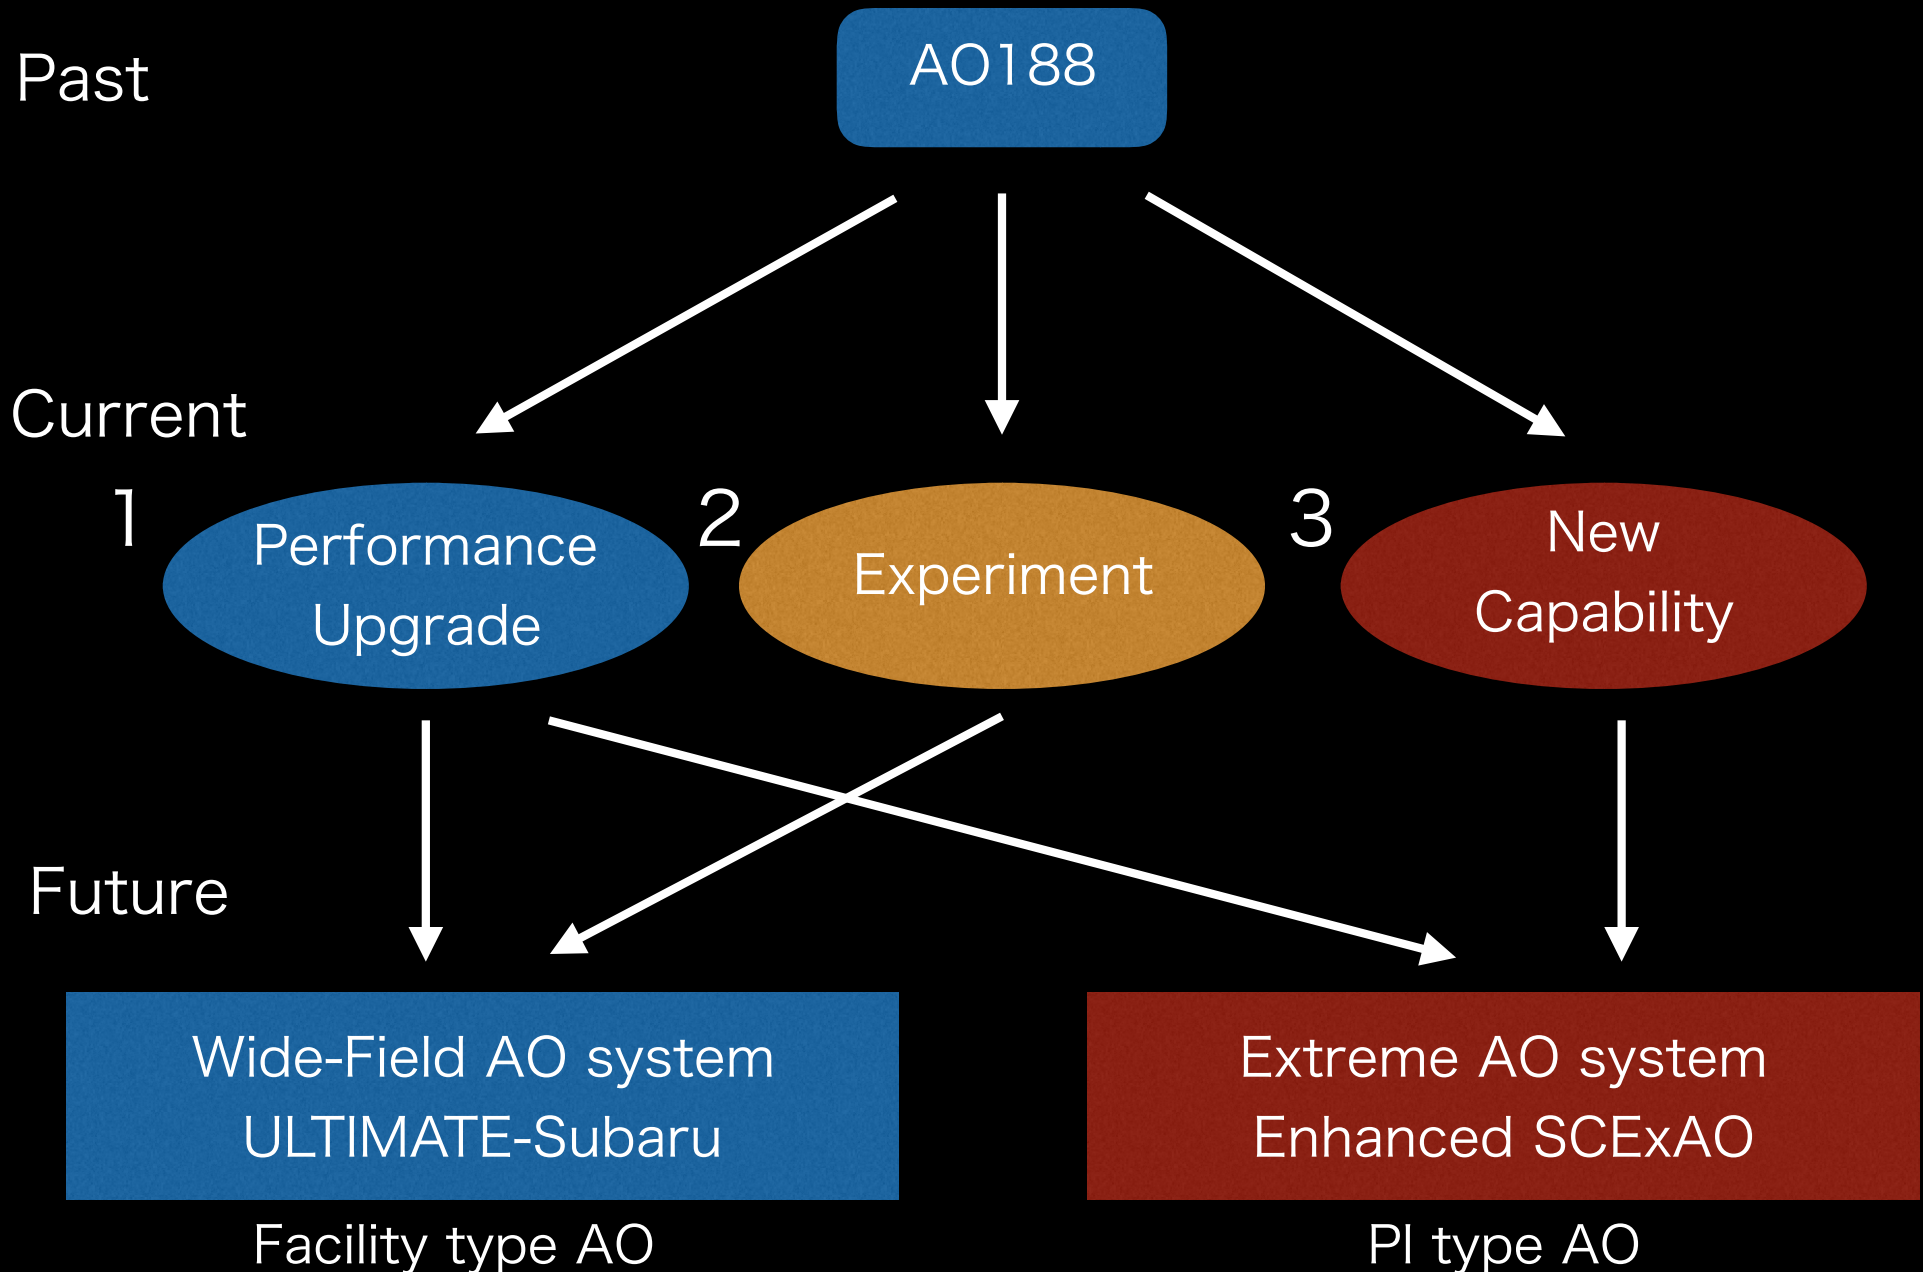 Past
AO188
Current
1
Performance
Upgrade
2
Experiment
3
New
Capability
Future
Wide-Field AO system
ULTIMATE-Subaru
Extreme AO system
Enhanced SCExAO
Facility type AO
PI type AO